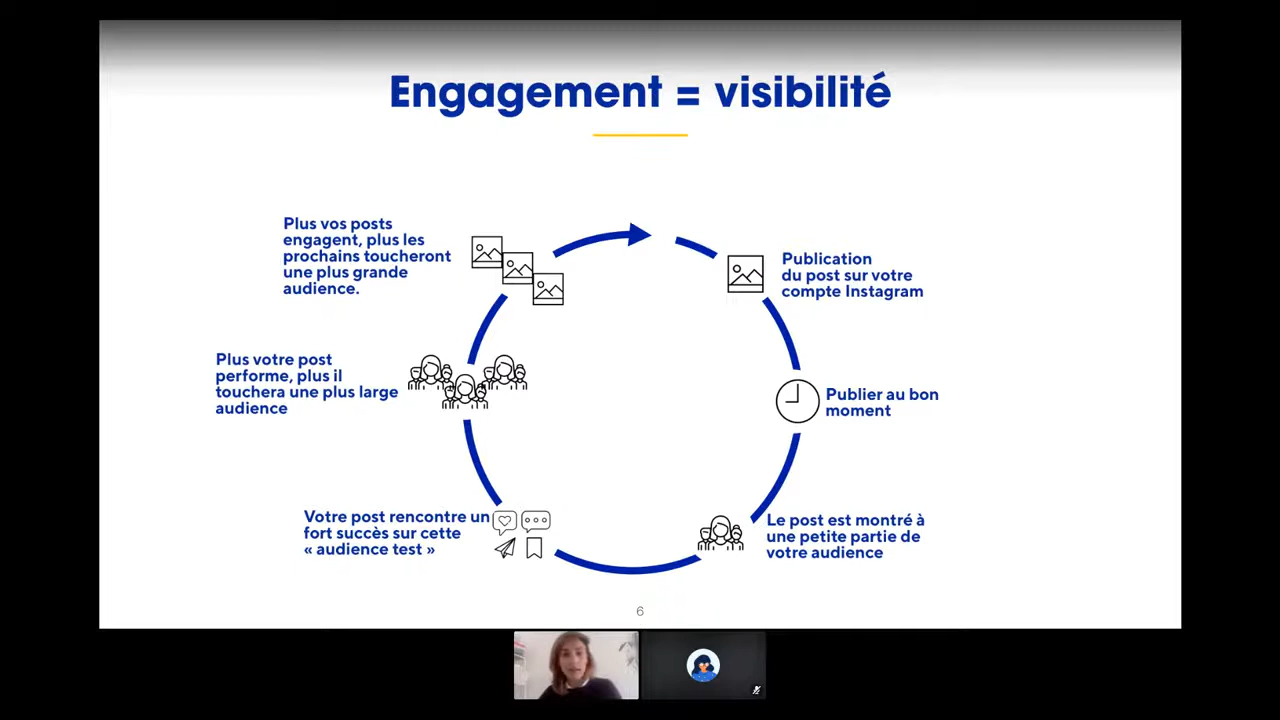 Engagement = visibilité
Plus vos posts
engagent, plus les
prochains toucheront
une plus grande
audience.
Publication
du post sur votre
compte Instagram
Plus votre post
performe, plus il
touchera une plus large
audience
Publier au bon
moment
Votre post rencontre un
fort succès sur cette
« audience test »
Le post est montré à
une petite partie de
votre audience
6